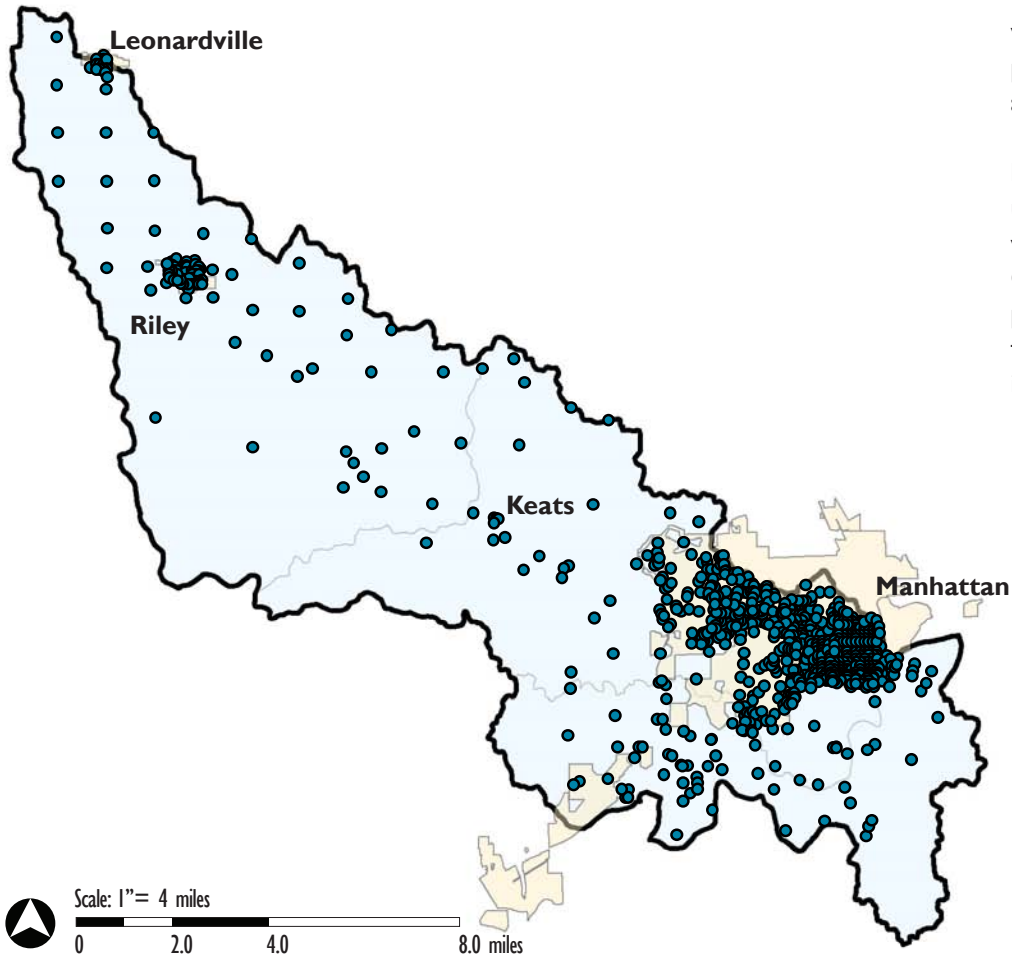 Leonardville
Riley
Keats
Manhattan
Scale: 1”= 4 miles
0 2.0 4.0 8.0 miles